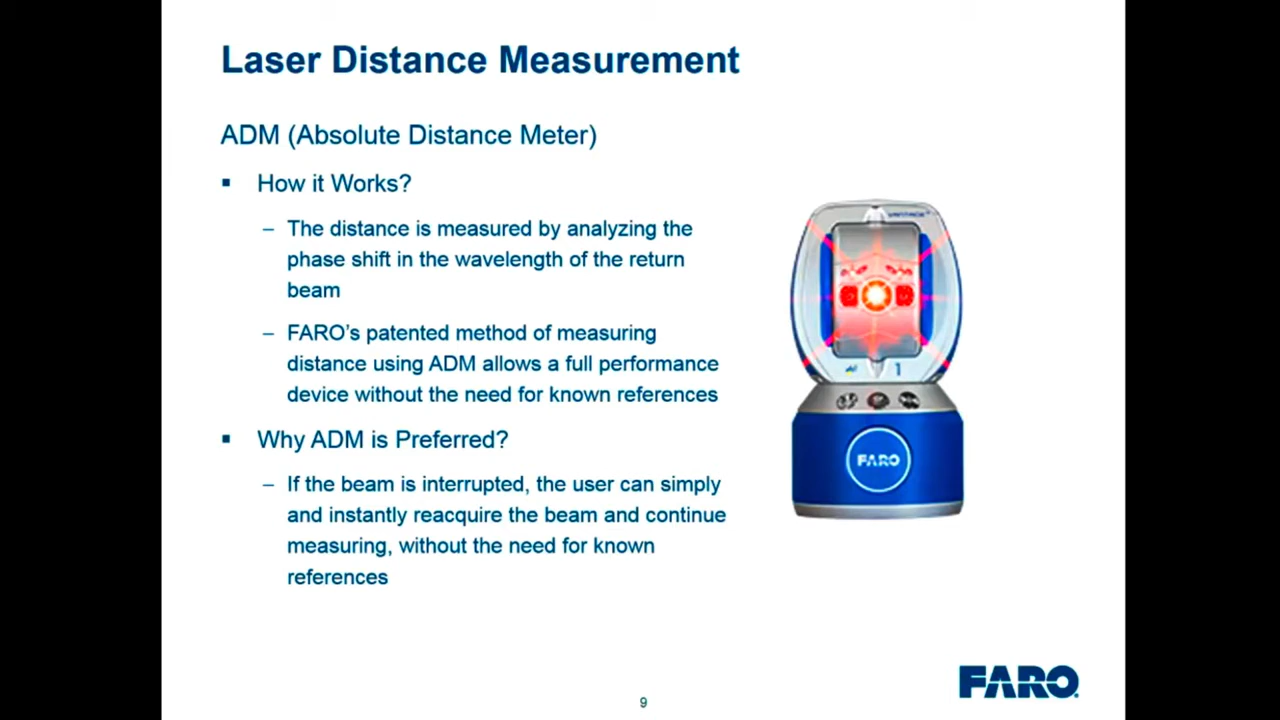 Laser Distance Measurement
ADM (Absolute Distance Meter)
▪ How it Works?
– The distance is measured by analyzing the
phase shift in the wavelength of the return
beam
– FARO’s patented method of measuring
distance using ADM allows a full performance
device without the need for known references
▪ Why ADM is Preferred?
– If the beam is interrupted, the user can simply
and instantly reacquire the beam and continue
measuring, without the need for known
references
1
FARO
FARO
9